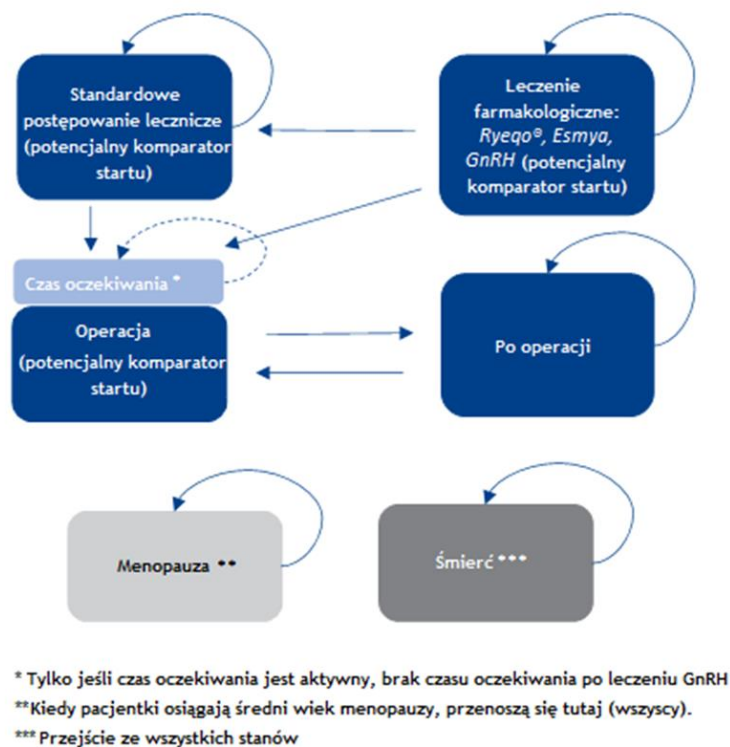 Standardowe
postępowanie lecznicze
(potencjalny komparator
startu)
Leczenie
farmakologiczne:
Ryeqo®, Esmya,
GnRH (potencjalny
komparator startu)
Czas oczekiwania *
Operacja
(potencjalny komparator
startu)
Po operacji
Menopauza **
Śmierć ***
* Tylko jeśli czas oczekiwania jest aktywny, brak czasu oczekiwania po leczeniu GnRH
**Kiedy pacjentki osiągają średni wiek menopauzy, przenoszą się tutaj (wszyscy).
*** Przejście ze wszystkich stanów